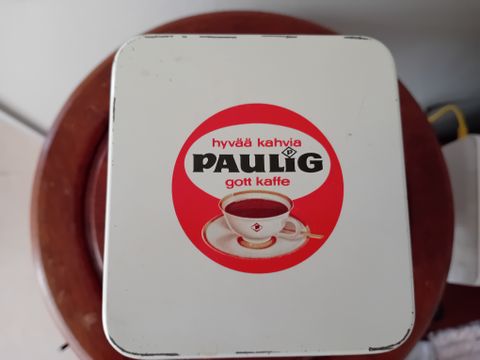 hyvää kahvia
PAULiG
gott kaffe